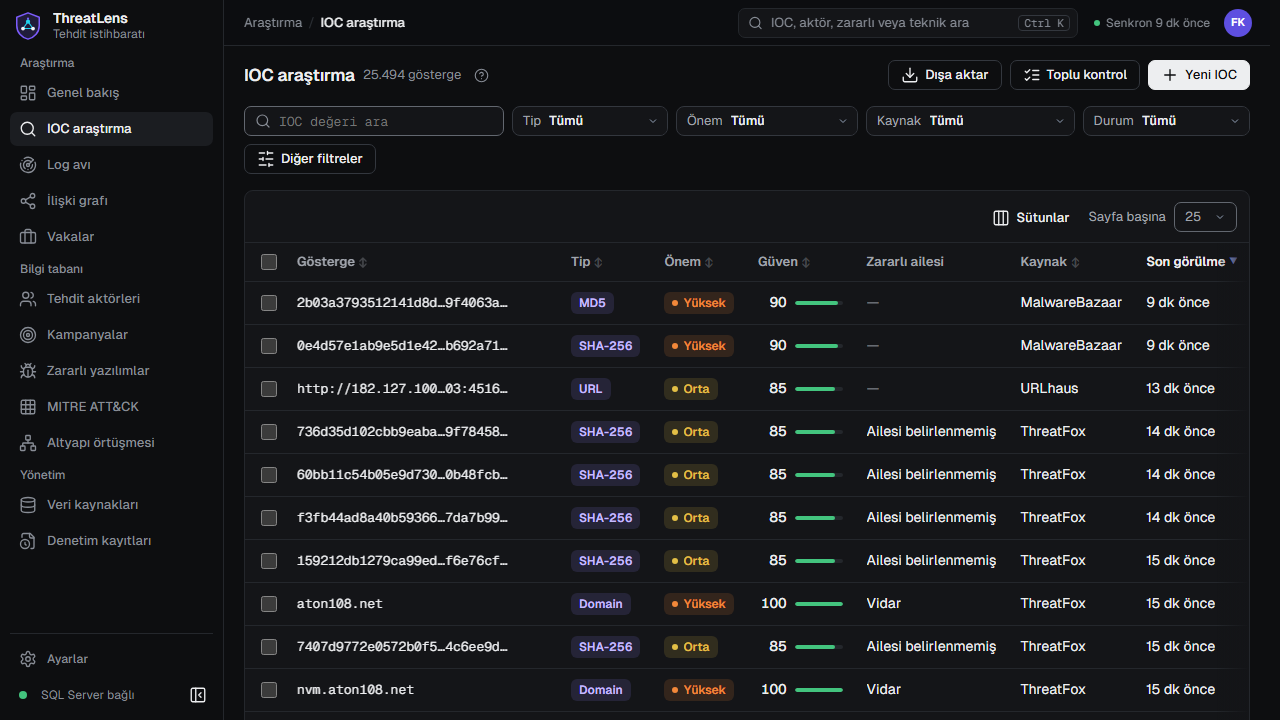 ThreatLens
Tehdit istihbaratı
Araştırma
Genel bakış
IOC araştırma
Log avı
İlişki grafı
Vakalar
Bilgi tabanı
Tehdit aktörleri
Kampanyalar
Zararlı yazılımlar
MITRE ATT&CK
Altyapı örtüşmesi
Yönetim
Veri kaynakları
Denetim kayıtları
Ayarlar
SQL Server bağlı
Araştırma / IOC araştırma
IOC, aktör, zararlı veya teknik ara Ctrl K
Senkron 9 dk önce FK
IOC araştırma 25.494 gösterge
Dışa aktar Toplu kontrol Yeni IOC
IOC değeri ara Tip Tümü Önem Tümü Kaynak Tümü Durum Tümü
Diğer filtreler
Sütunlar Sayfa başına 25
Gösterge Tip Önem Güven Zararlı ailesi Kaynak Son görülme
2b03a3793512141d8d…9f4063a… MD5 Yüksek 90 — MalwareBazaar 9 dk önce
0e4d57e1ab9e5d1e42…b692a71… SHA-256 Yüksek 90 — MalwareBazaar 9 dk önce
http://182.127.100…03:4516… URL Orta 85 — URLhaus 13 dk önce
736d35d102cbb9eaba…9f78458… SHA-256 Orta 85 Ailesi belirlenmemiş ThreatFox 14 dk önce
60bb11c54b05e9d730…0b48fcb… SHA-256 Orta 85 Ailesi belirlenmemiş ThreatFox 14 dk önce
f3fb44ad8a40b59366…7da7b99… SHA-256 Orta 85 Ailesi belirlenmemiş ThreatFox 14 dk önce
159212db1279ca99ed…f6e76cf… SHA-256 Orta 85 Ailesi belirlenmemiş ThreatFox 15 dk önce
aton108.net Domain Yüksek 100 Vidar ThreatFox 15 dk önce
7407d9772e0572b0f5…4c6ee9d… SHA-256 Orta 85 Ailesi belirlenmemiş ThreatFox 15 dk önce
nvm.aton108.net Domain Yüksek 100 Vidar ThreatFox 15 dk önce